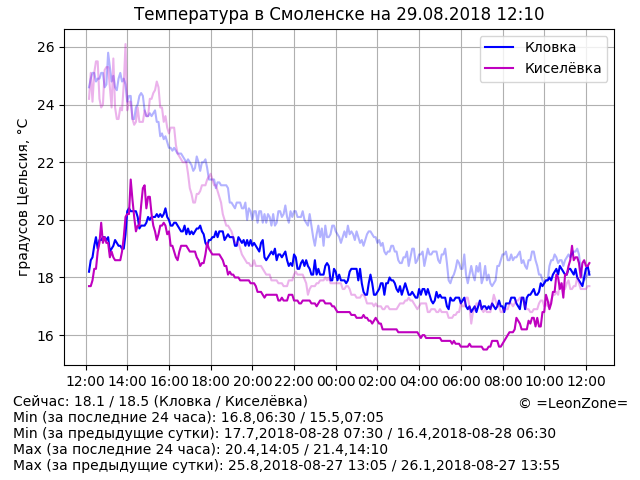 Температура в Смоленске на 29.08.2018 12:10
Кловка
Киселёвка
градусов Цельсия, °C
26
24
22
20
18
16
12:00 14:00 16:00 18:00 20:00 22:00 00:00 02:00 04:00 06:00 08:00 10:00 12:00
Сейчас: 18.1 / 18.5 (Кловка / Киселёвка)
© =LeonZone=
Min (за последние 24 часа): 16.8,06:30 / 15.5,07:05
Min (за предыдущие сутки): 17.7,2018-08-28 07:30 / 16.4,2018-08-28 06:30
Max (за последние 24 часа): 20.4,14:05 / 21.4,14:10
Max (за предыдущие сутки): 25.8,2018-08-27 13:05 / 26.1,2018-08-27 13:55